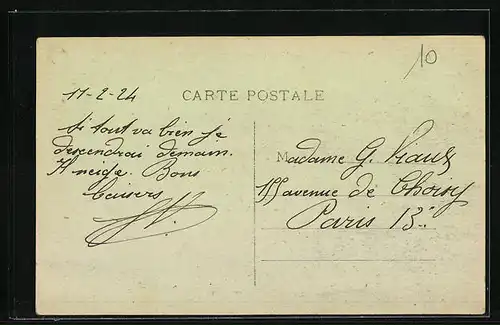 10
11-2-24
CARTE POSTALE
Si tout va bien je
descendrai demain.
Il neige. Bons
baisers
Madame G.
avenue de Choisy
Paris 13e